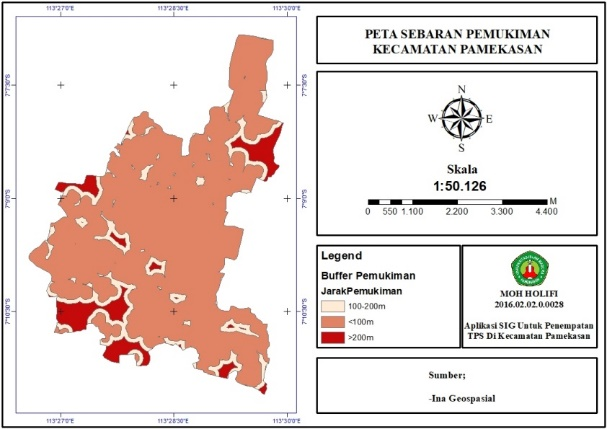 113°27'0"E 113°28'30"E 113°30'0"E
7°7'30"S 7°7'30"S
7°9'0"S 7°9'0"S
7°10'30"S 7°10'30"S
113°27'0"E 113°28'30"E 113°30'0"E
PETA SEBARAN PEMUKIMAN
KECAMATAN PAMEKASAN
N
W E
S
Skala
1:50.126
M
0 550 1.100 2.200 3.300 4.400
Legend
Buffer Pemukiman
JarakPemukiman
100-200m
<100m
>200m
MOH HOLIFI
2016.02.02.0.0028
Aplikasi SIG Untuk Penempatan
TPS Di Kecamatan Pamekasan
Sumber;
-Ina Geospasial